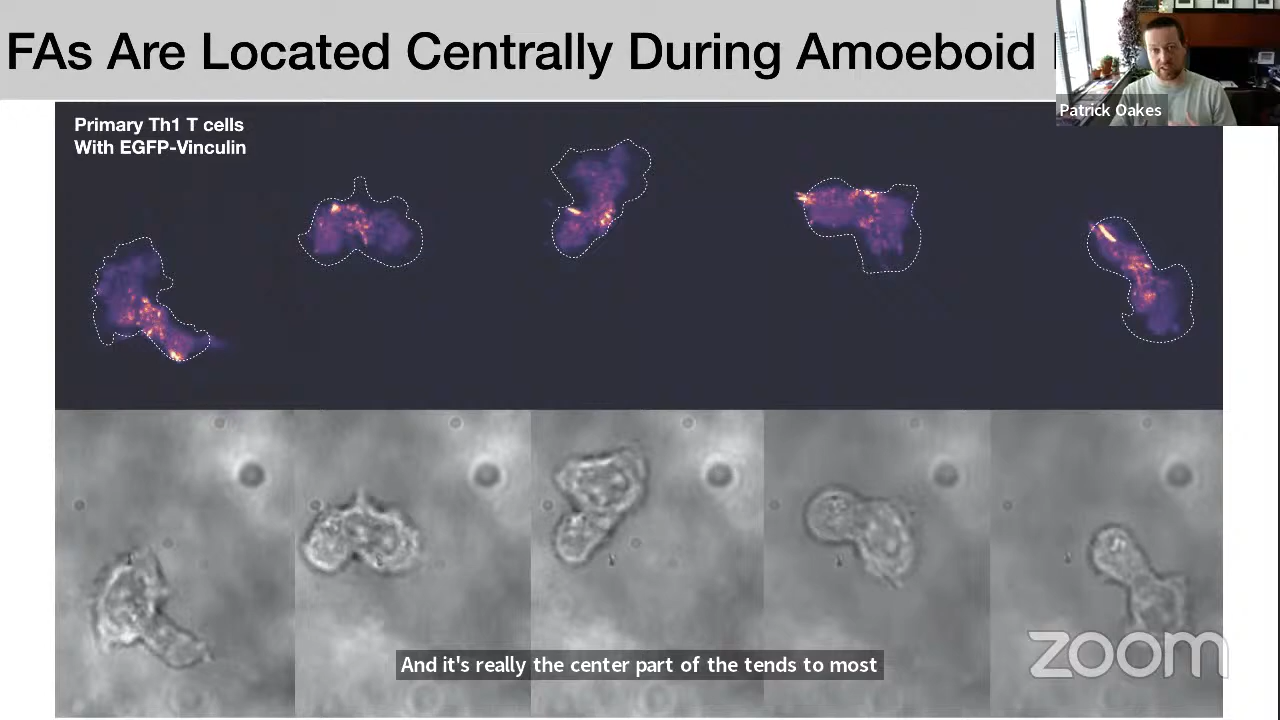 FAs Are Located Centrally During Amoeboid
Patrick Oakes
Primary Th1 T cells
With EGFP-Vinculin
And it's really the center part of the tends to most
zoom